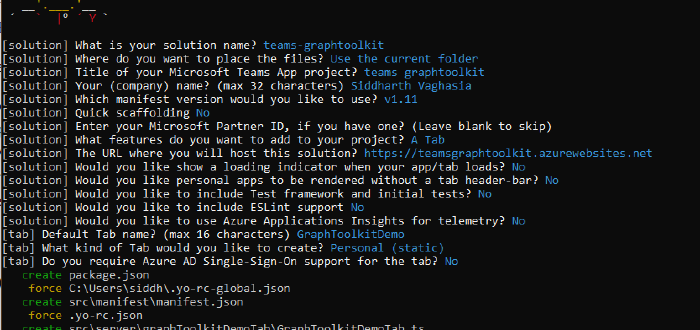 [solution] What is your solution name? teams-graphtoolkit
[solution] Where do you want to place the files? Use the current folder
[solution] Title of your Microsoft Teams App project? teams graphtoolkit
[solution] Your (company) name? (max 32 characters) Siddharth Vaghasia
[solution] Which manifest version would you like to use? v1.11
[solution] Quick scaffolding No
[solution] Enter your Microsoft Partner ID, if you have one? (Leave blank to skip)
[solution] What features do you want to add to your project? A Tab
[solution] The URL where you will host this solution? https://teamsgraphtoolkit.azurewebsites.net
[solution] Would you like show a loading indicator when your app/tab loads? No
[solution] Would you like personal apps to be rendered without a tab header-bar? No
[solution] Would you like to include Test framework and initial tests? No
[solution] Would you like to include ESLint support No
[solution] Would you like to use Azure Applications Insights for telemetry? No
[tab] Default Tab name? (max 16 characters) GraphToolkitDemo
[tab] What kind of Tab would you like to create? Personal (static)
[tab] Do you require Azure AD Single-Sign-On support for the tab? No
create package.json
force C:\Users\siddh\.yo-rc-global.json
create src\manifest\manifest.json
force .yo-rc.json
create src\server\graphToolkitDemoTab\GraphToolkitDemoTab.ts